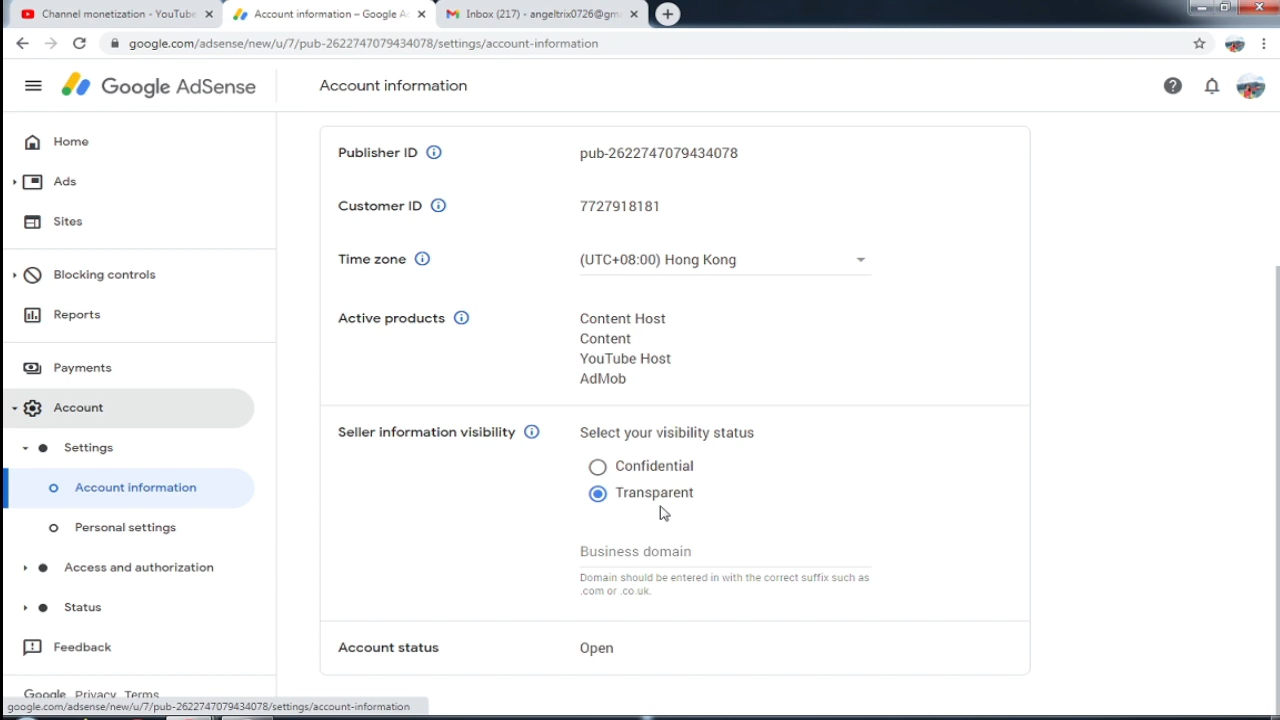 Channel monetization - YouTube
Account information – Google Ad
Inbox (217) - angeltrix0726@gm
google.com/adsense/new/u/7/pub-2622747079434078/settings/account-information
Google AdSense
Account information
Home
Ads
Sites
Blocking controls
Reports
Payments
Account
Settings
Account information
Personal settings
Access and authorization
Status
Feedback
Google Privacy Terms
Publisher ID
pub-2622747079434078
Customer ID
7727918181
Time zone
(UTC+08:00) Hong Kong
Active products
Content Host
Content
YouTube Host
AdMob
Seller information visibility
Select your visibility status
Confidential
Transparent
Business domain
Domain should be entered in with the correct suffix such as
.com or .co.uk.
Account status
Open
google.com/adsense/new/u/7/pub-2622747079434078/settings/account-information